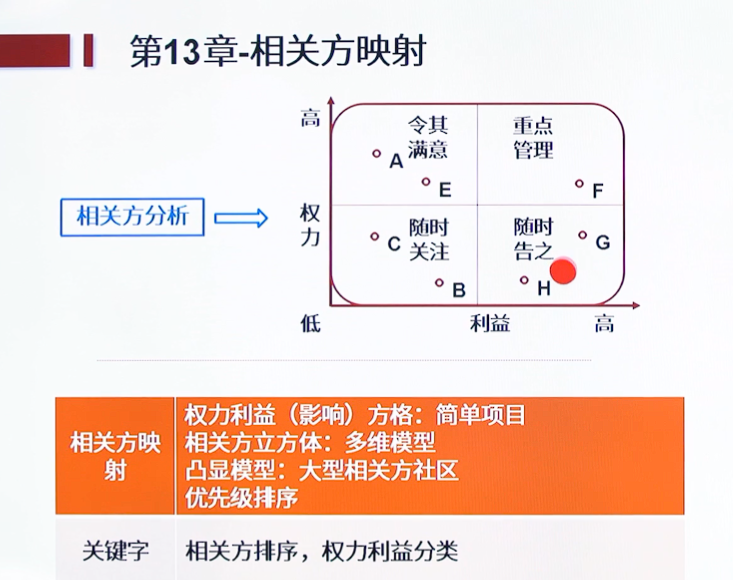 第13章-相关方映射
高
令其
满意
重点
管理
A
E
F
相关方分析
权
力
随时
关注
随时
告之
C
G
B
H
低
利益
高
相关方映
射
权力利益（影响）方格：简单项目
相关方立方体：多维模型
凸显模型：大型相关方社区
优先级排序
关键字
相关方排序，权力利益分类